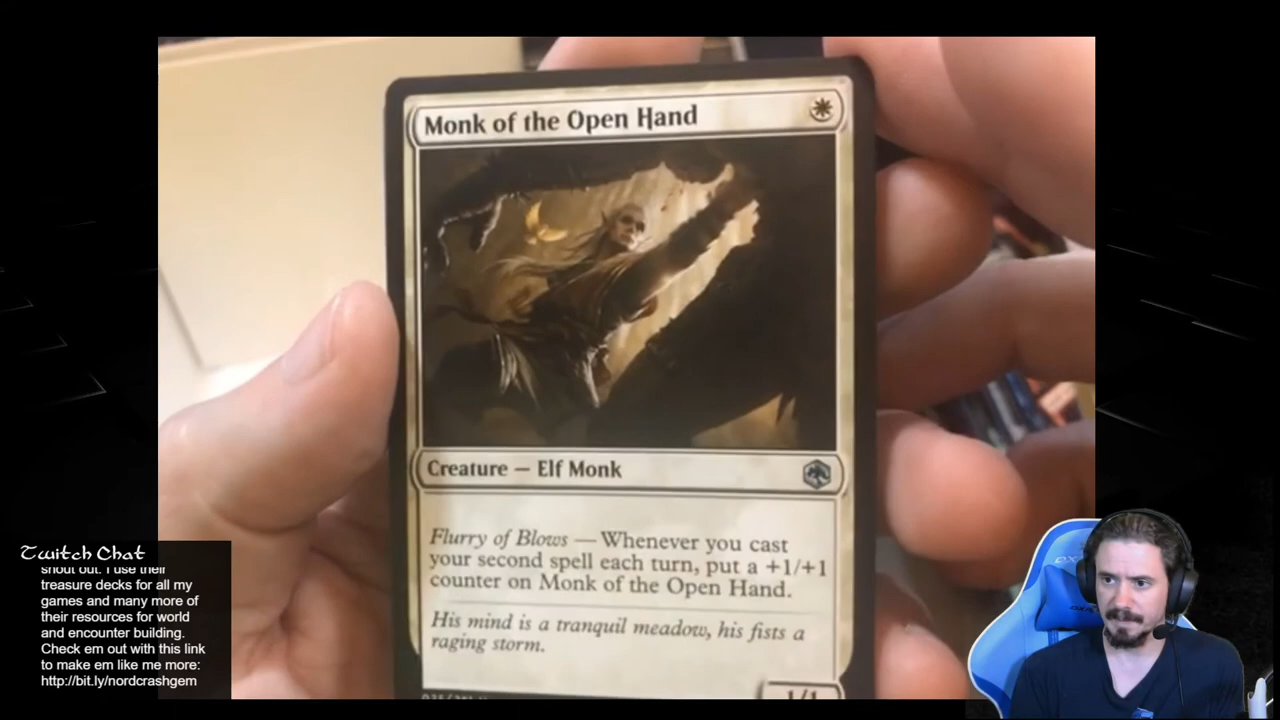 Monk of the Open Hand
Creature — Elf Monk
Flurry of Blows — Whenever you cast
your second spell each turn, put a +1/+1
counter on Monk of the Open Hand.
His mind is a tranquil meadow, his fists a
raging storm.
1/1
Twitch Chat
shout out. I use their
treasure decks for all my
games and many more of
their resources for world
and encounter building.
Check em out with this link
to make em like me more:
http://bit.ly/nordcrashgem